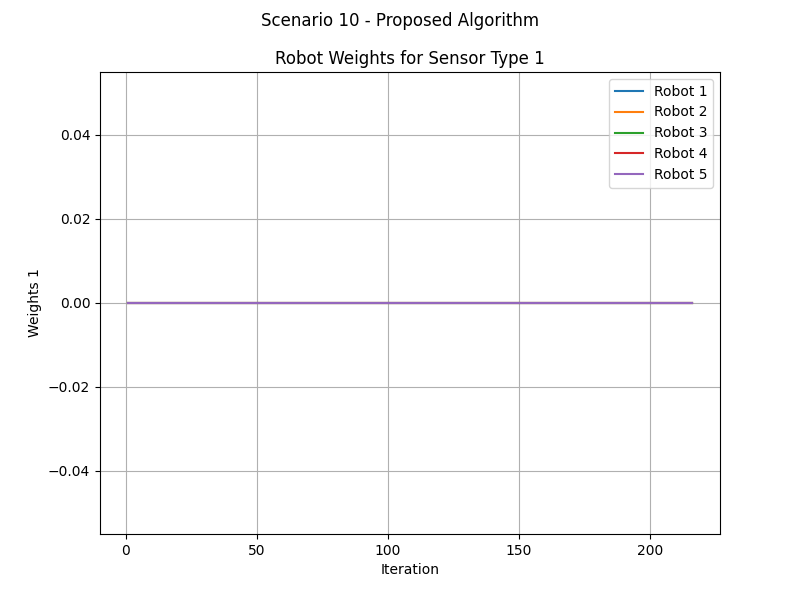 Scenario 10 - Proposed Algorithm
Robot Weights for Sensor Type 1
Robot 1
Robot 2
Robot 3
Robot 4
Robot 5
0.04
0.02
0.00
−0.02
−0.04
Weights 1
0 50 100 150 200
Iteration